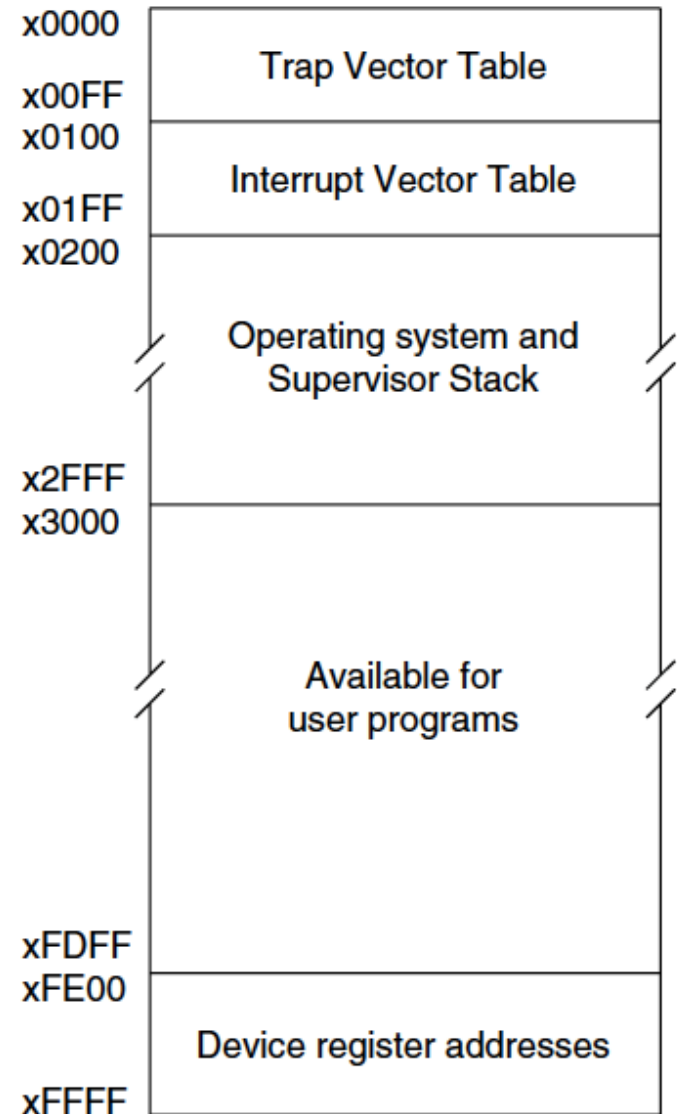 x0000
Trap Vector Table
x00FF
x0100
Interrupt Vector Table
x01FF
x0200
Operating system and
Supervisor Stack
x2FFF
x3000
Available for
user programs
xFDFF
xFE00
Device register addresses
xFFFF